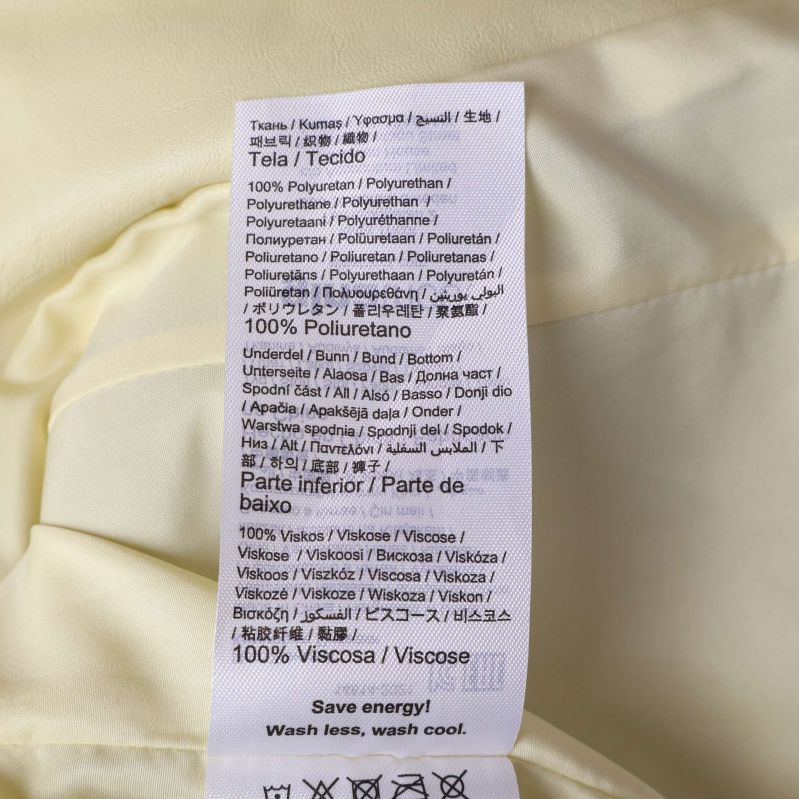 Ткань / Kumaş / Ύφασμα / النسيج / 生地 /
패브릭 / 织物 / 織物 /
Tela / Tecido
100% Polyuretan / Polyurethan /
Polyurethane / Polyurethan /
Polyuretaani / Polyuréthanne /
Полиуретан / Polüuretaan / Poliuretán /
Poliuretano / Poliuretan / Poliuretanas /
Poliuretāns / Polyurethaan / Polyuretán /
Poliüretan / Πολυουρεθάνη / البولي يوريثين
/ ポリウレタン / 폴리우레탄 / 聚氨酯 /
100% Poliuretano
Underdel / Bunn / Bund / Bottom /
Unterseite / Alaosa / Bas / Долна част /
Spodní část / All / Alsó / Basso / Donji dio
/ Apačia / Apakšējā daļa / Onder /
Warstwa spodnia / Spodnji del / Spodok /
Низ / Alt / Παντελόνι / الملابس السفلية / 下
部 / 하의 / 底部 / 褲子 /
Parte inferior / Parte de
baixo
100% Viskos / Viskose / Viscose /
Viskose / Viskoosi / Вискоза / Viskóza /
Viskoos / Viszkóz / Viscosa / Viskoza /
Viskozė / Viskoze / Wiskoza / Viskon /
Βισκόζη / الفسكوز / ビスコース / 비스코스
/ 粘胶纤维 / 黏膠 /
100% Viscosa / Viscose
Save energy!
Wash less, wash cool.